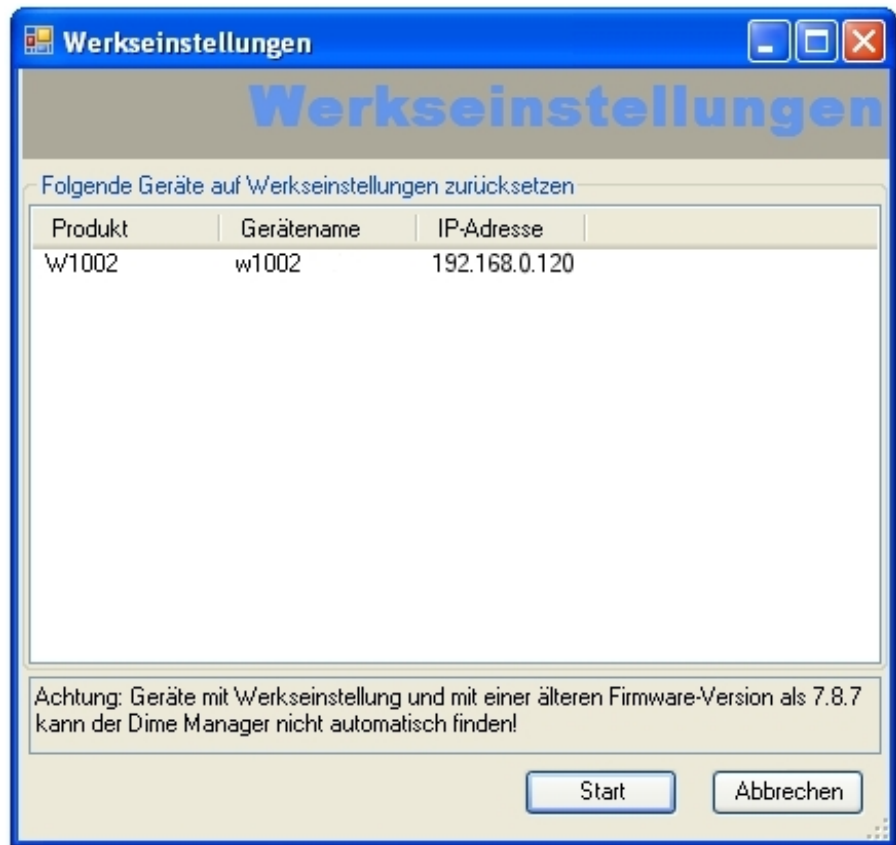 Werkseinstellungen
Werkseinstellungen
Folgende Geräte auf Werkseinstellungen zurücksetzen
Produkt Gerätename IP-Adresse
W1002 w1002 192.168.0.120
Achtung: Geräte mit Werkseinstellung und mit einer älteren Firmware-Version als 7.8.7
kann der Dime Manager nicht automatisch finden!
Start Abbrechen